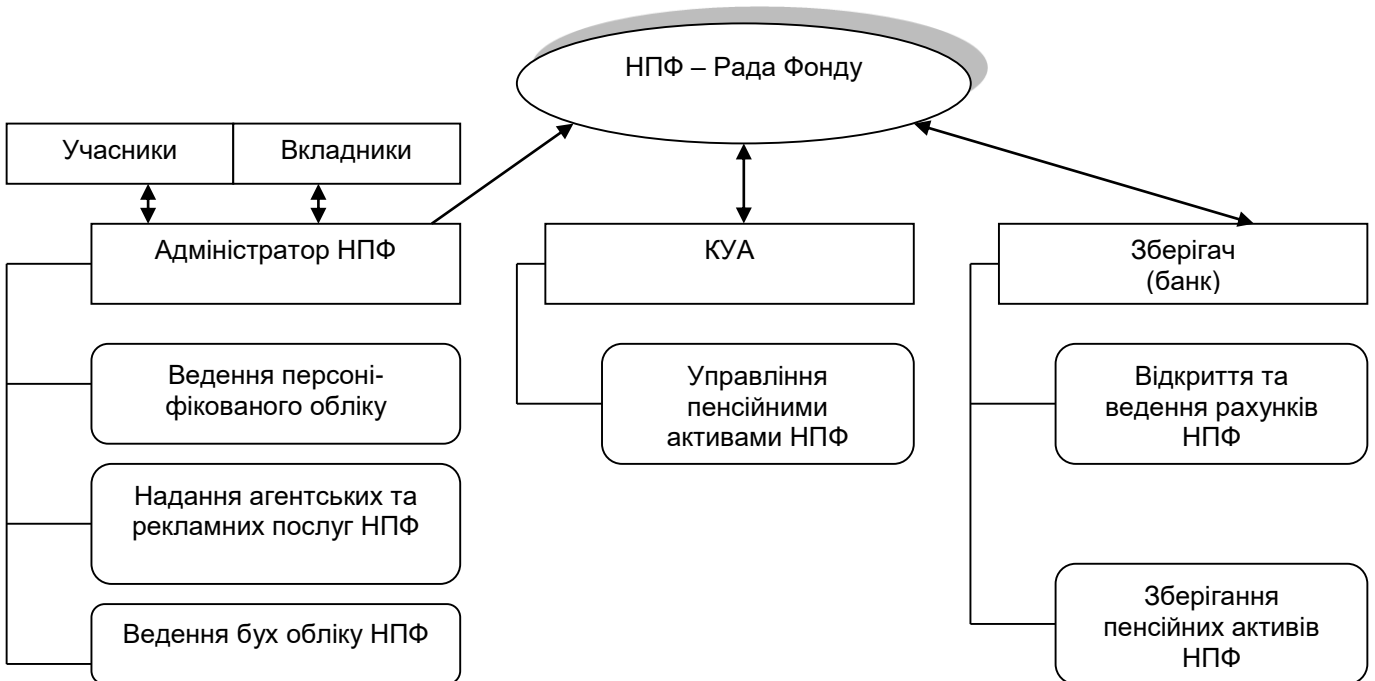 НПФ – Рада Фонду
Учасники
Вкладники
Адміністратор НПФ
КУА
Зберігач
(банк)
Ведення персоні-
фікованого обліку
Управління
пенсійними
активами НПФ
Відкриття та
ведення рахунків
НПФ
Надання агентських та
рекламних послуг НПФ
Ведення бух обліку НПФ
Зберігання
пенсійних активів
НПФ